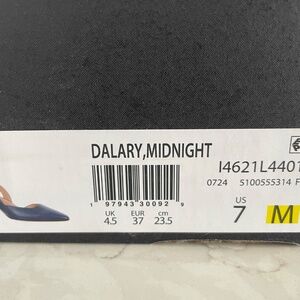 DALARY,MIDNIGHT
I4621L4401
0724 S100555314 F
1 97943 30092 9
UK EUR cm
4.5 37 23.5
US
7 M